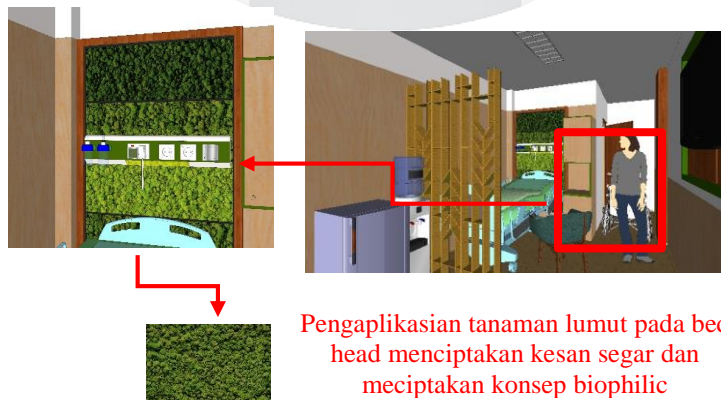 Pengaplikasian tanaman lumut pada bed
head menciptakan kesan segar dan
meciptakan konsep biophilic